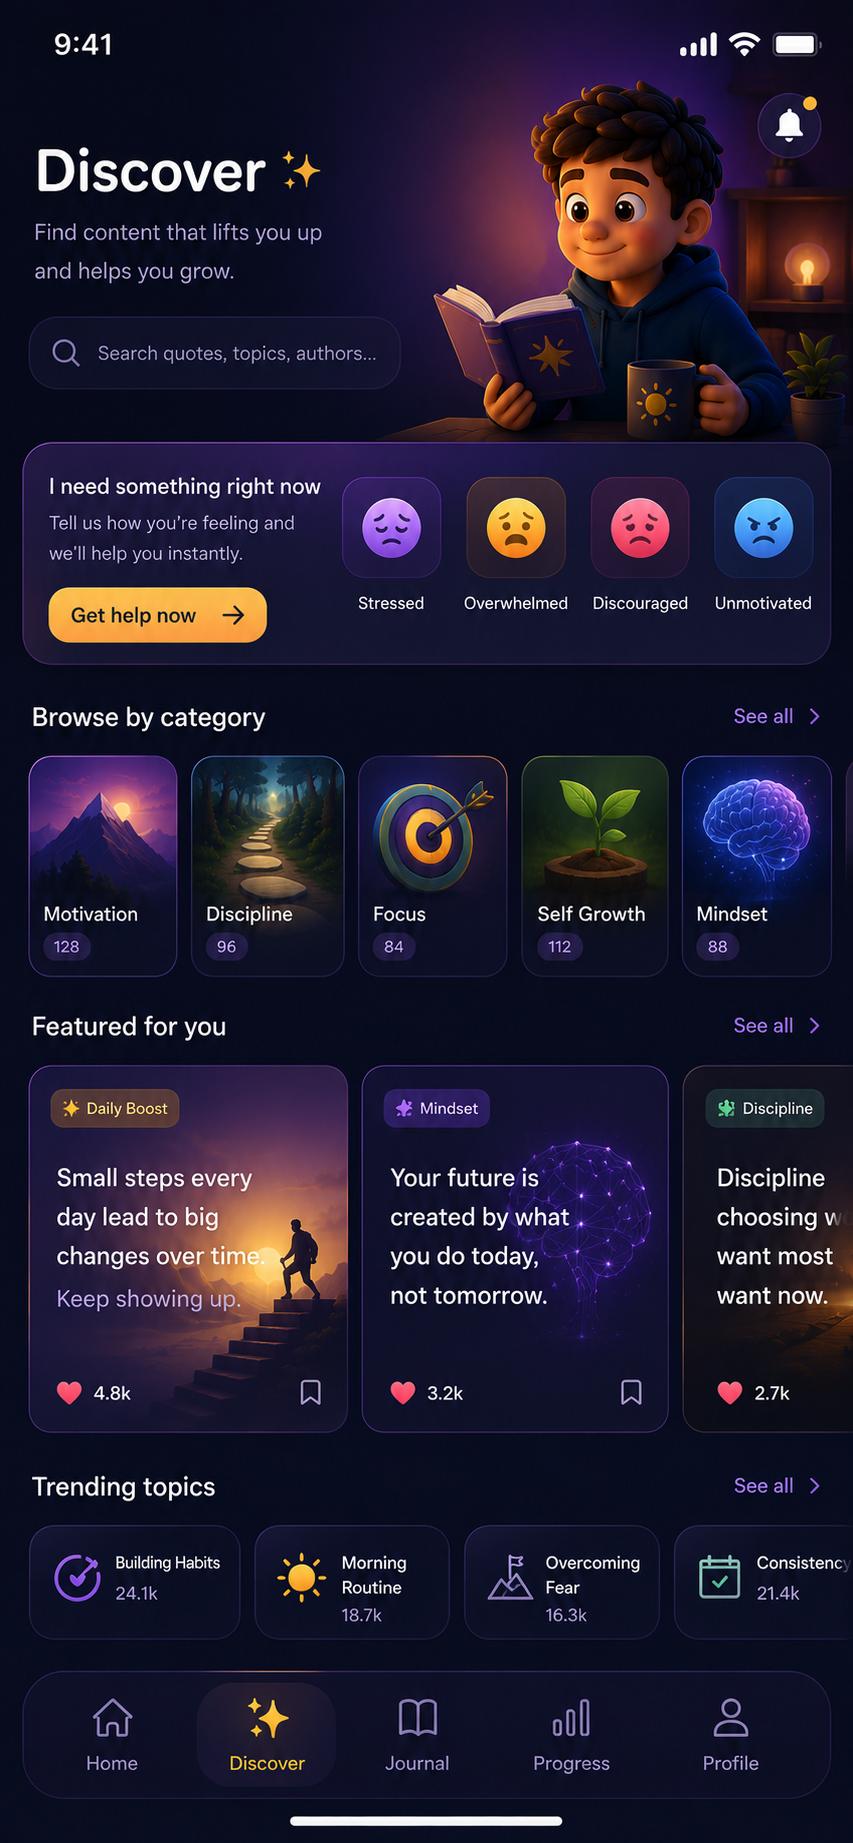 9:41
Discover
Find content that lifts you up
and helps you grow.
Search quotes, topics, authors...
I need something right now
Tell us how you're feeling and
we'll help you instantly.
Get help now
Stressed
Overwhelmed
Discouraged
Unmotivated
Browse by category
See all
Motivation
128
Discipline
96
Focus
84
Self Growth
112
Mindset
88
Featured for you
See all
Daily Boost
Small steps every
day lead to big
changes over time.
Keep showing up.
4.8k
Mindset
Your future is
created by what
you do today,
not tomorrow.
3.2k
Discipline
Discipline
choosing
want most
want now.
2.7k
Trending topics
See all
Building Habits
24.1k
Morning
Routine
18.7k
Overcoming
Fear
16.3k
Consistency
21.4k
Home
Discover
Journal
Progress
Profile